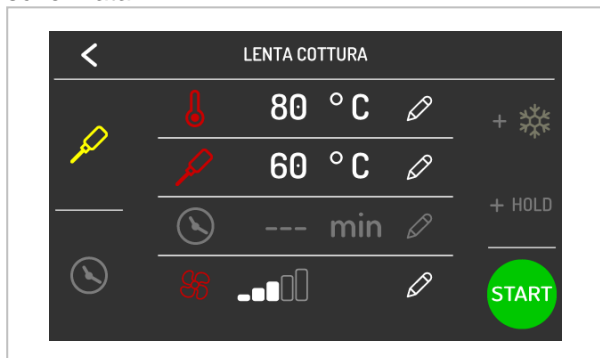 LENTA COTTURA
80 °C
60 °C
--- min
+
+ HOLD
START